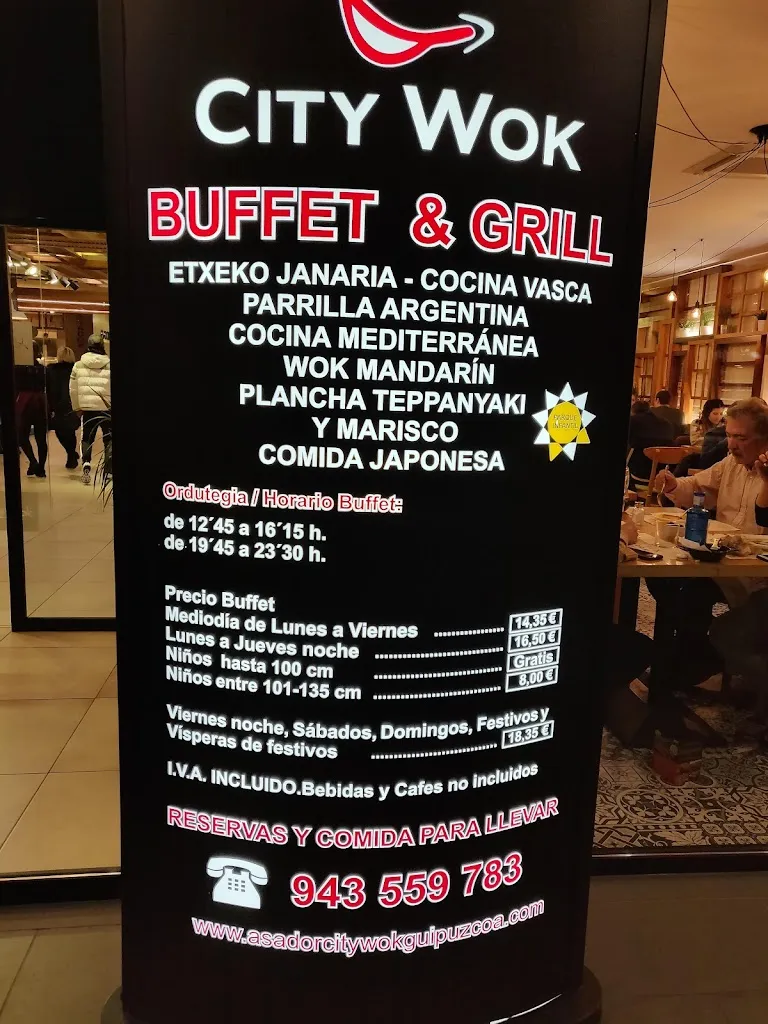 CITY WOK
BUFFET & GRILL
ETXEKO JANARIA - COCINA VASCA
PARRILLA ARGENTINA
COCINA MEDITERRÁNEA
WOK MANDARÍN
PLANCHA TEPPANYAKI
Y MARISCO
COMIDA JAPONESA
PARQUE
INFANTIL
Ordutegia / Horario Buffet:
de 12´45 a 16´15 h.
de 19´45 a 23´30 h.
Precio Buffet
Mediodía de Lunes a Viernes ................ 14,35 €
Lunes a Jueves noche ............................. 16,50 €
Niños hasta 100 cm ............................. Gratis
Niños entre 101-135 cm ............................. 8,00 €
Viernes noche, Sábados, Domingos, Festivos y
Vísperas de festivos ............................. 18,35 €
I.V.A. INCLUIDO.Bebidas y Cafes no incluidos
RESERVAS Y COMIDA PARA LLEVAR
943 559 783
www.asadorcitywokguipuzcoa.com